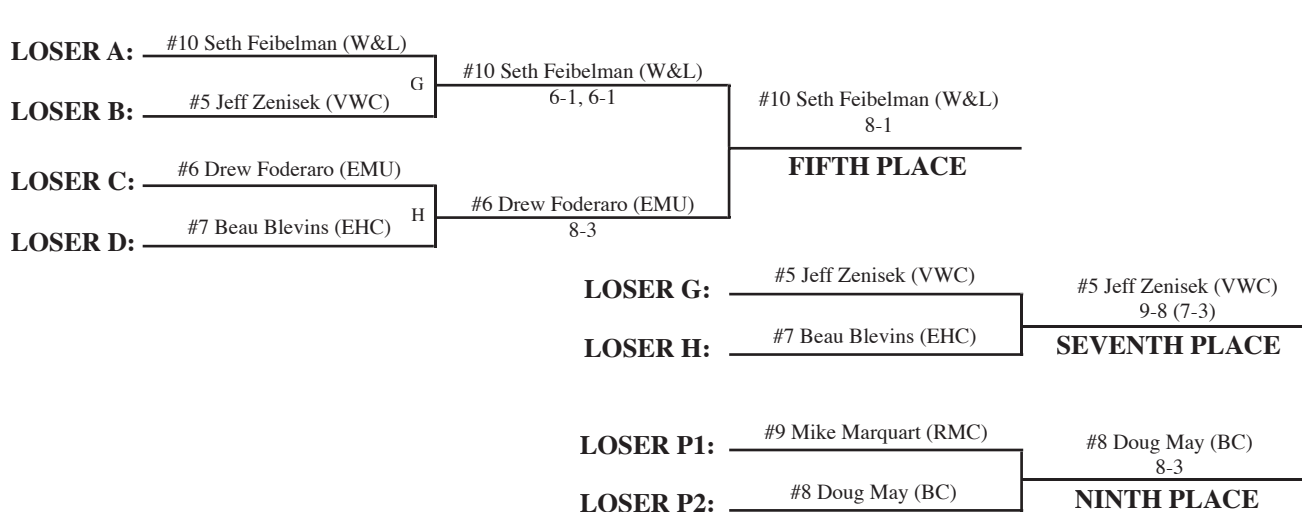 LOSER A: #10 Seth Feibelman (W&L)
G
LOSER B: #5 Jeff Zenisek (VWC)
#10 Seth Feibelman (W&L)
6-1, 6-1
LOSER C: #6 Drew Foderaro (EMU)
H
LOSER D: #7 Beau Blevins (EHC)
#6 Drew Foderaro (EMU)
8-3
#10 Seth Feibelman (W&L)
8-1
FIFTH PLACE
LOSER G: #5 Jeff Zenisek (VWC)
LOSER H: #7 Beau Blevins (EHC)
#5 Jeff Zenisek (VWC)
9-8 (7-3)
SEVENTH PLACE
LOSER P1: #9 Mike Marquart (RMC)
LOSER P2: #8 Doug May (BC)
#8 Doug May (BC)
8-3
NINTH PLACE